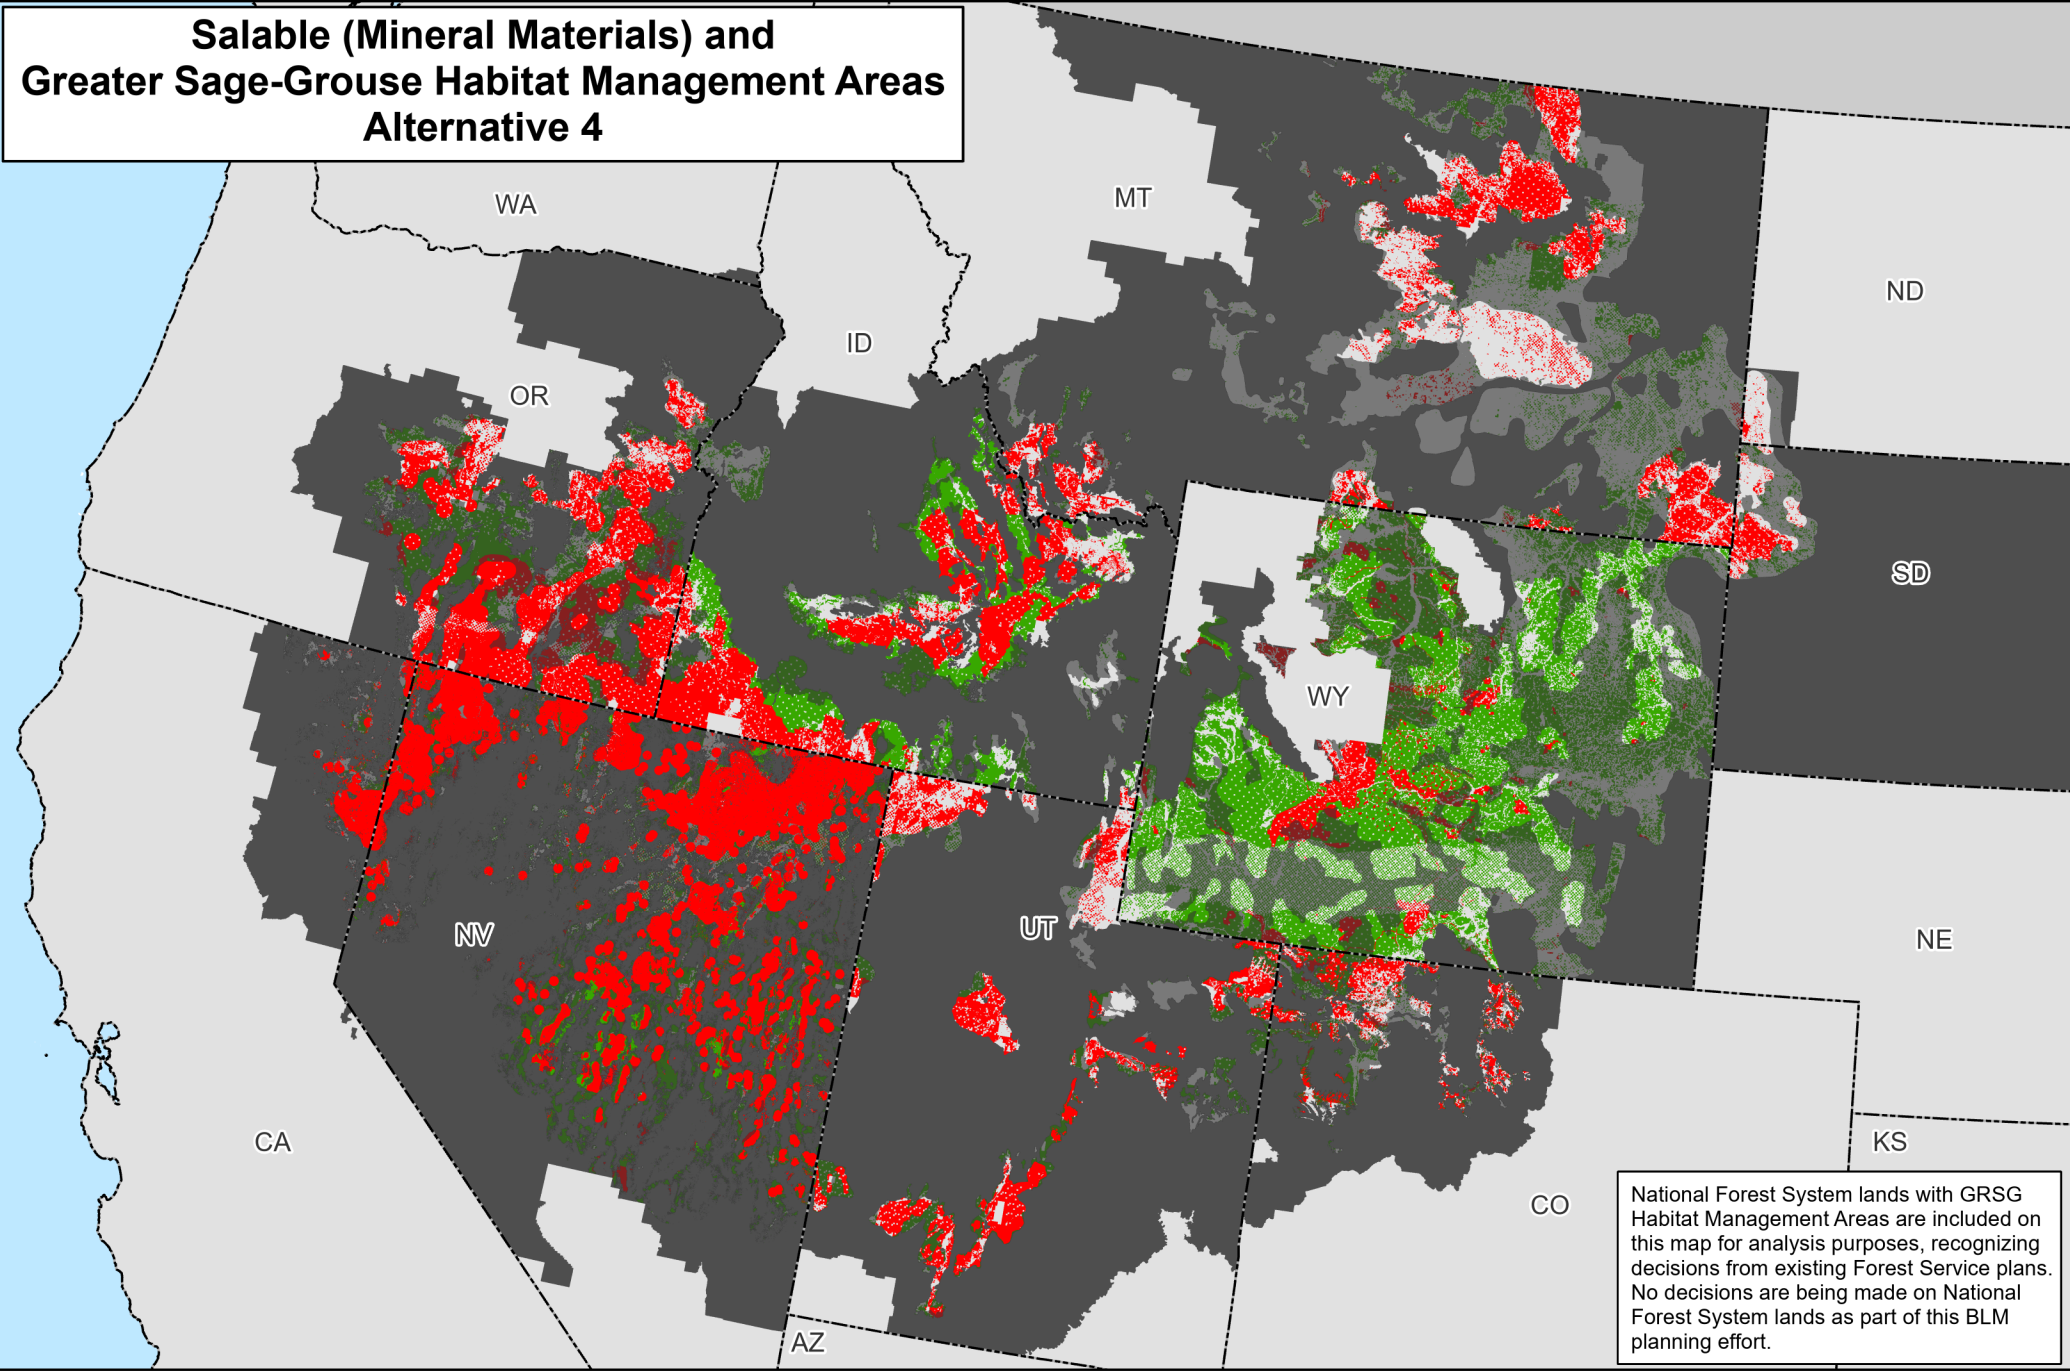 Salable (Mineral Materials) and
Greater Sage-Grouse Habitat Management Areas
Alternative 4
WA
MT
ND
ID
OR
SD
WY
NV
UT
NE
CA
KS
CO
AZ
National Forest System lands with GRSG
Habitat Management Areas are included on
this map for analysis purposes, recognizing
decisions from existing Forest Service plans.
No decisions are being made on National
Forest System lands as part of this BLM
planning effort.